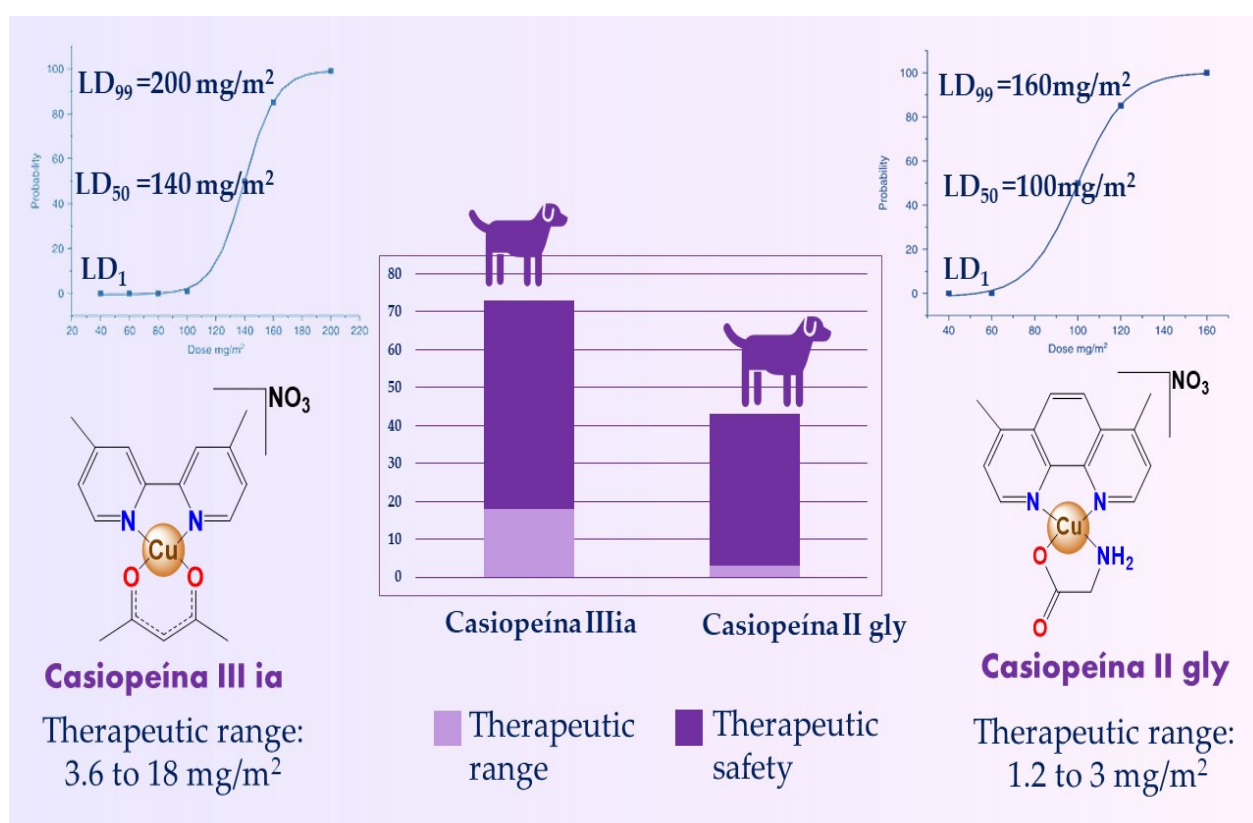 100
80
60
40
20
0
Probability
LD99 =200 mg/m2
LD50 =140 mg/m2
LD1
20 40 60 80 100 120 140 160 180 200 220
Dose mg/m2
100
80
60
40
20
0
Probability
LD99 =160mg/m2
LD50 =100mg/m2
LD1
40 60 80 100 120 140 160
Dose mg/m2
80
70
60
50
40
30
20
10
0
Casiopeína IIIia
Casiopeína II gly
NO3
N N
Cu
O O
Casiopeína III ia
Therapeutic range:
3.6 to 18 mg/m2
Therapeutic
range
Therapeutic
safety
NO3
N N
Cu
O NH2
O
Casiopeína II gly
Therapeutic range:
1.2 to 3 mg/m2